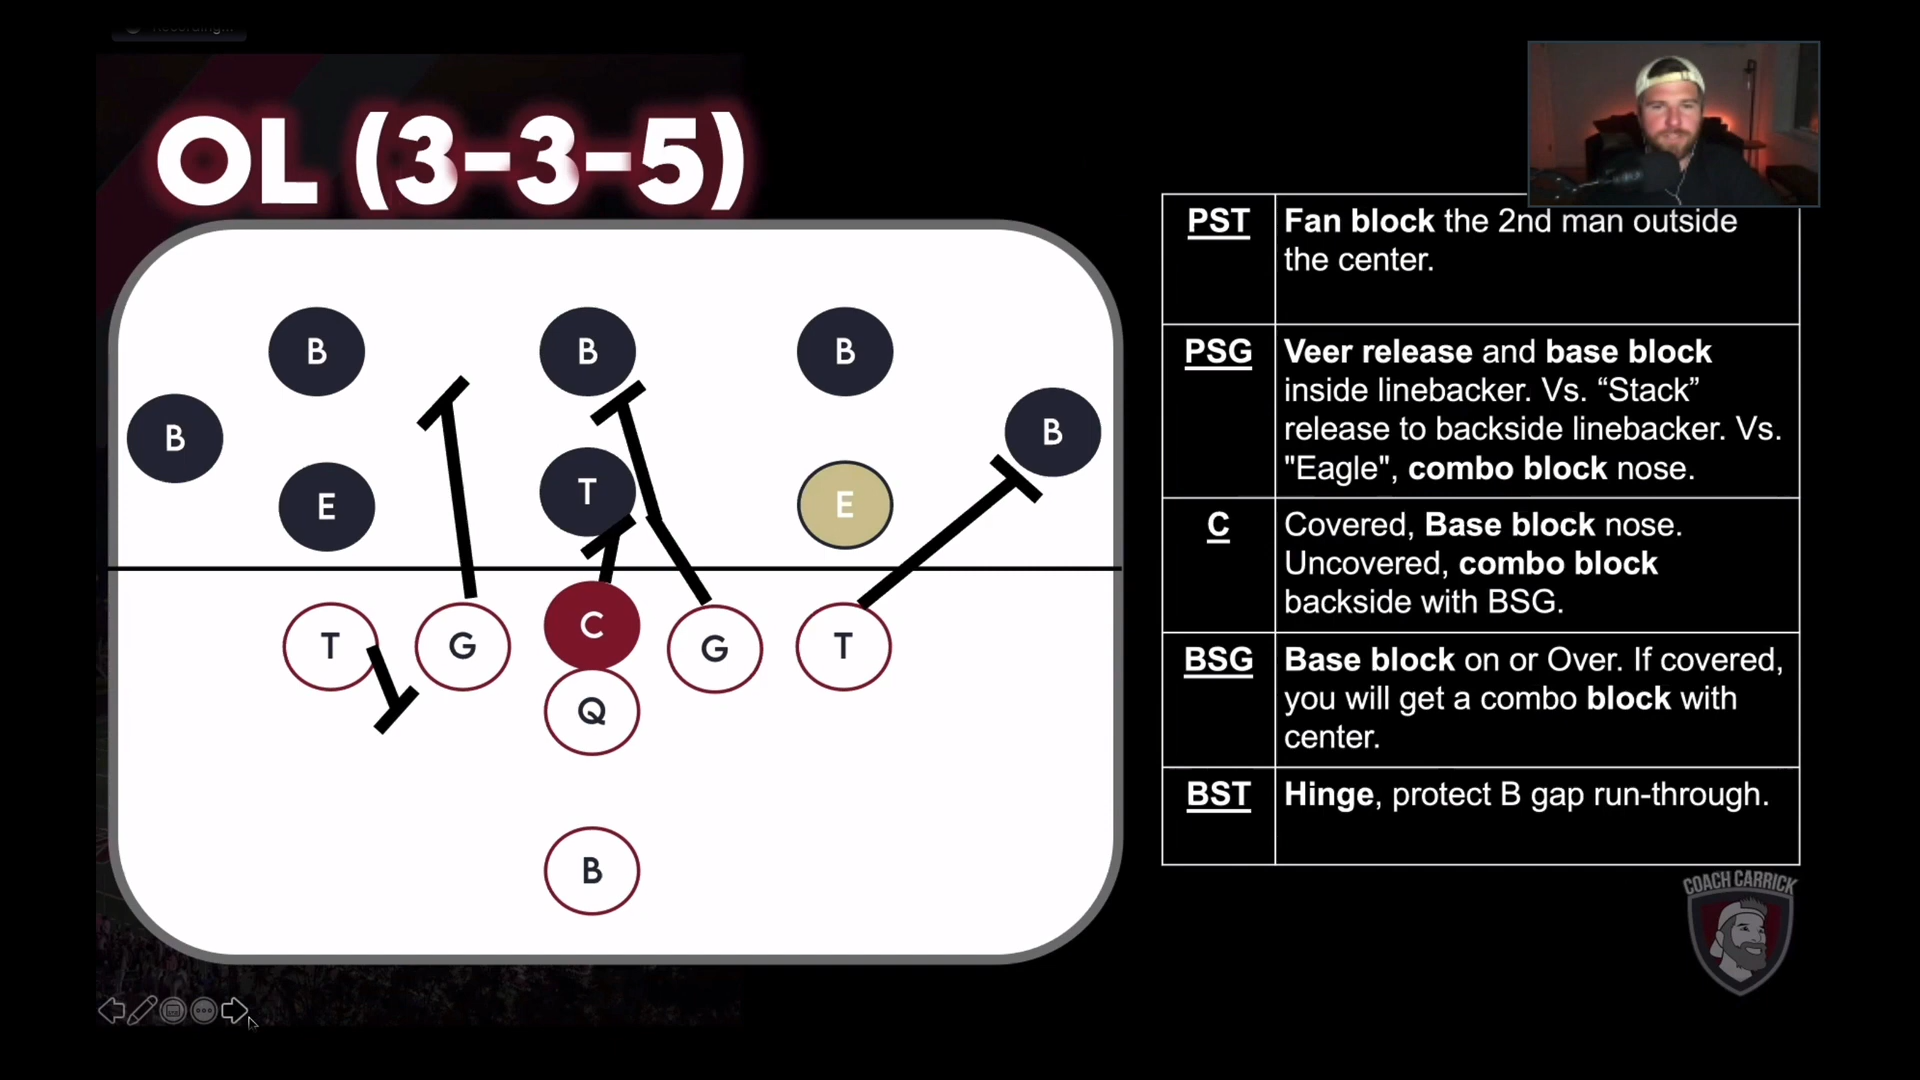 Recording...
OL (3-3-5)
B
B
B
B
B
E
T
E
T
G
C
G
T
Q
B
PST
Fan block the 2nd man outside
the center.
PSG
Veer release and base block
inside linebacker. Vs. “Stack”
release to backside linebacker. Vs.
"Eagle", combo block nose.
C
Covered, Base block nose.
Uncovered, combo block
backside with BSG.
BSG
Base block on or Over. If covered,
you will get a combo block with
center.
BST
Hinge, protect B gap run-through.
COACH CARRICK